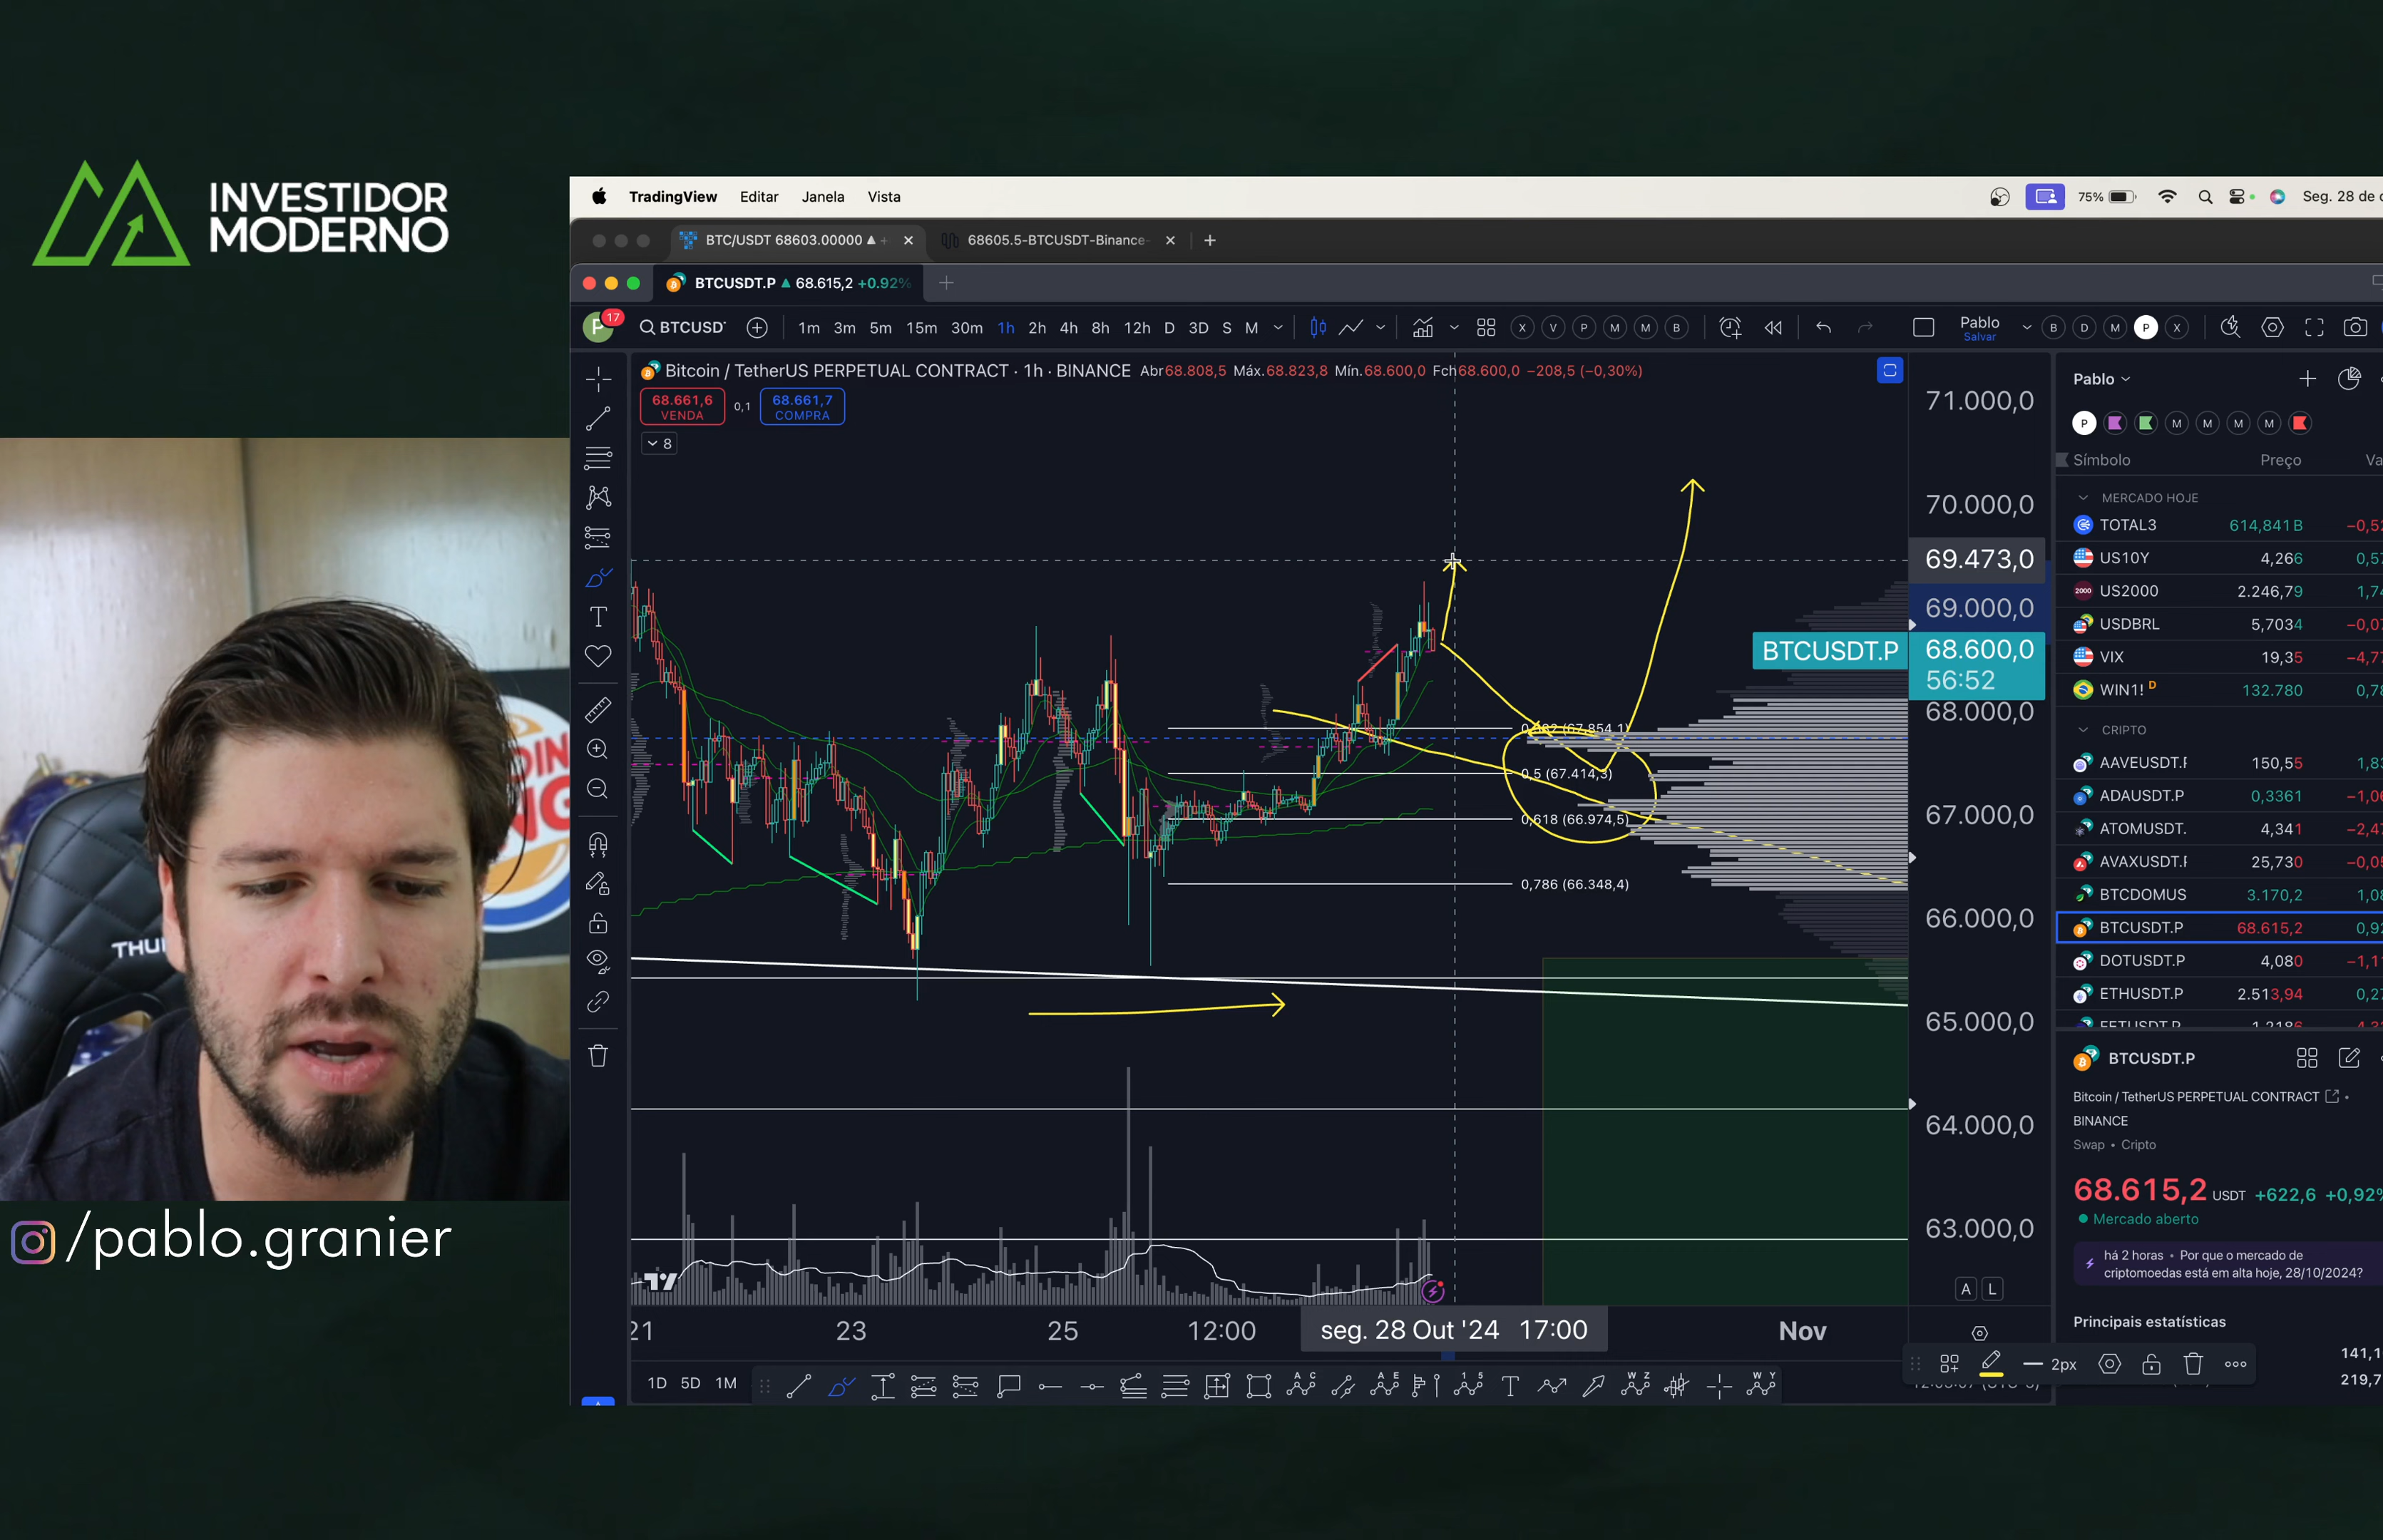 INVESTIDOR
MODERNO
/pablo.granier
THU
TradingView Editar Janela Vista
75%
Seg. 28 de
BTC/USDT 68603.00000
68605.5-BTCUSDT-Binance
BTCUSDT.P 68.615,2 +0.92%
P 17
BTCUSD
1m 3m 5m 15m 30m 1h 2h 4h 8h 12h D 3D S M
X V P M M B
Pablo
Salvar
B D M P X
Bitcoin / TetherUS PERPETUAL CONTRACT · 1h · BINANCE Abr68.808,5 Máx.68.823,8 Mín.68.600,0 Fch68.600,0 −208,5 (−0,30%)
68.661,6
VENDA
0,1
68.661,7
COMPRA
8
71.000,0
70.000,0
69.473,0
69.000,0
BTCUSDT.P 68.600,0
56:52
68.000,0
67.000,0
66.000,0
65.000,0
64.000,0
63.000,0
0,5 (67.414,3)
0,618 (66.974,5)
0,786 (66.348,4)
A L
21 23 25 12:00 seg. 28 Out '24 17:00 Nov
1D 5D 1M
2px
Pablo
P M M M M
Símbolo Preço
MERCADO HOJE
TOTAL3 614,841B
US10Y 4,266
US2000 2.246,79
USDBRL 5,7034
VIX 19,35
WIN1! D 132.780
CRIPTO
AAVEUSDT.F 150,55
ADAUSDT.P 0,3361
ATOMUSDT. 4,341
AVAXUSDT.F 25,730
BTCDOMUS 3.170,2
BTCUSDT.P 68.615,2
DOTUSDT.P 4,080
ETHUSDT.P 2.513,94
BTCUSDT.P
Bitcoin / TetherUS PERPETUAL CONTRACT
BINANCE
Swap • Cripto
68.615,2 USDT +622,6 +0,92%
Mercado aberto
há 2 horas • Por que o mercado de
criptomoedas está em alta hoje, 28/10/2024?
Principais estatísticas